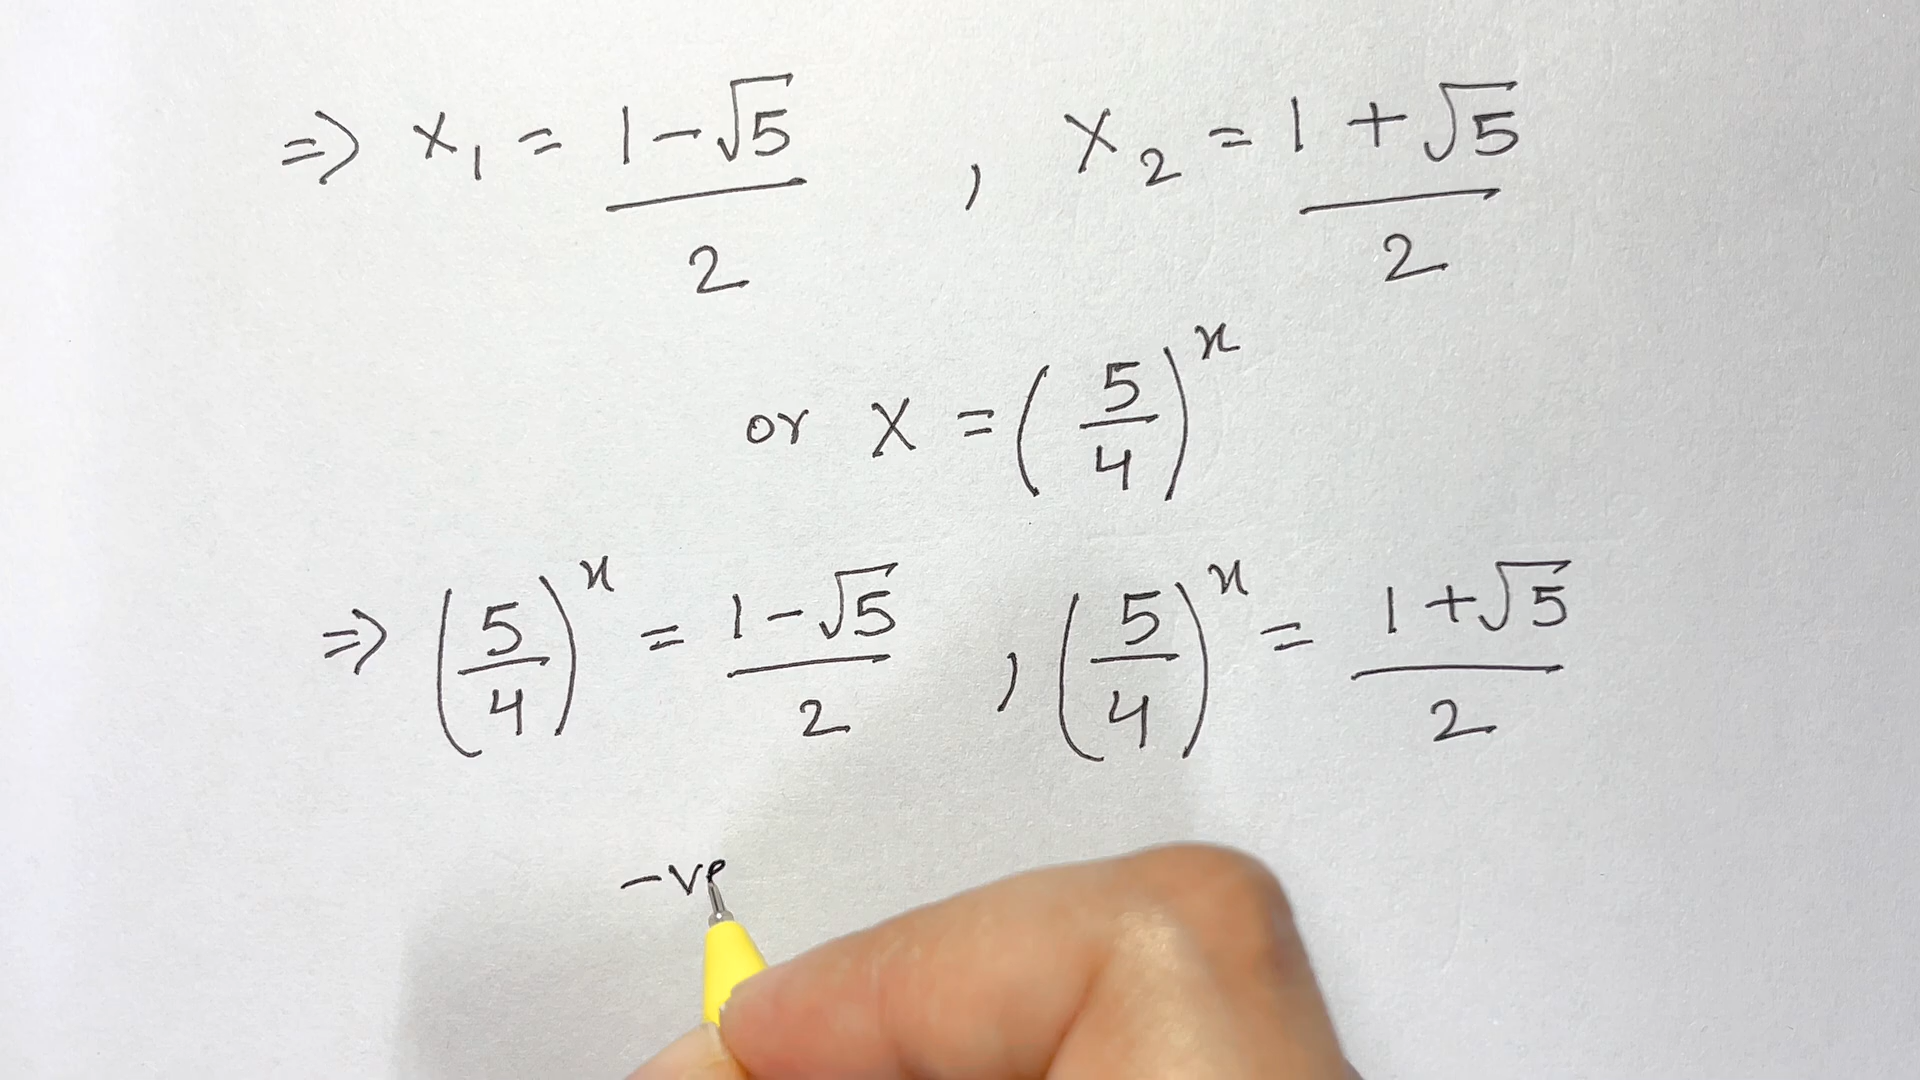 ⇒ X₁ = (1-√5)/2 , X₂ = (1+√5)/2
or X = (5/4)^x
⇒ (5/4)^x = (1-√5)/2 , (5/4)^x = (1+√5)/2
-ve